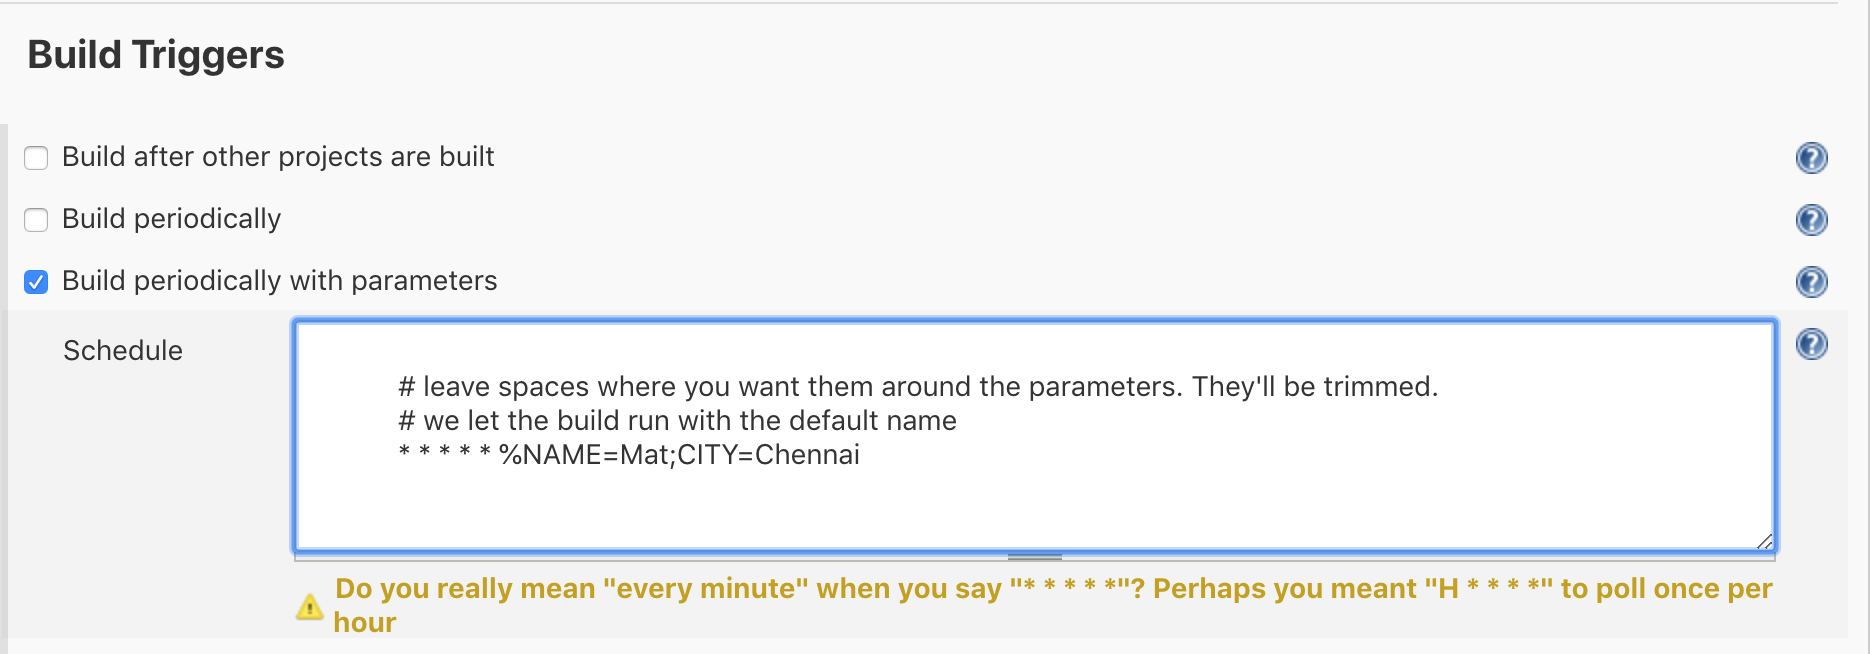 Build Triggers
Build after other projects are built
Build periodically
Build periodically with parameters
Schedule
# leave spaces where you want them around the parameters. They'll be trimmed.
# we let the build run with the default name
* * * * * %NAME=Mat;CITY=Chennai
Do you really mean "every minute" when you say "* * * * *"? Perhaps you meant "H * * * *" to poll once per
hour